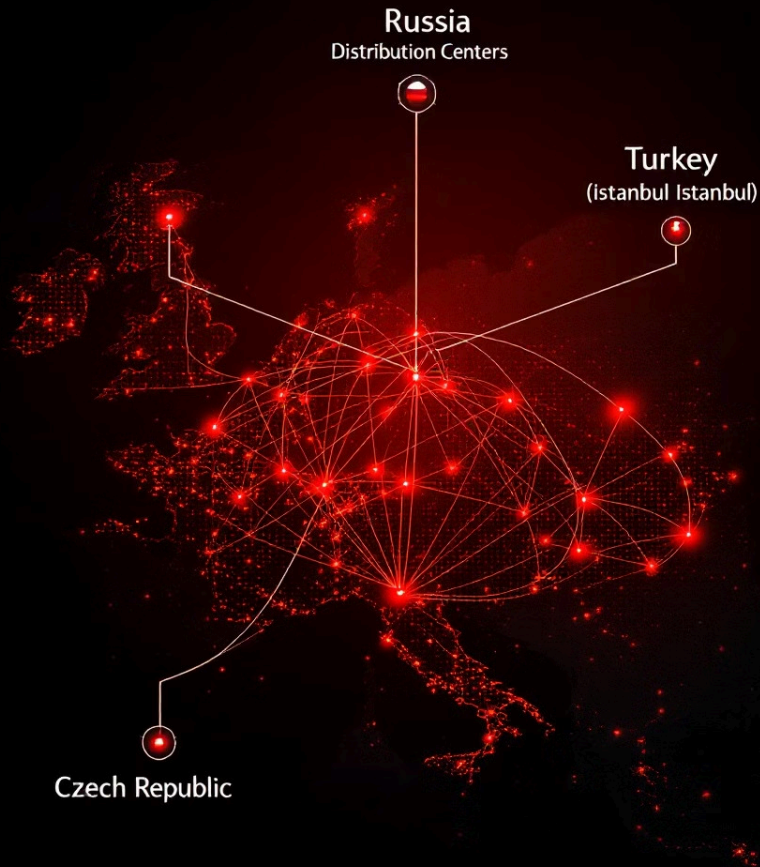 Russia
Distribution Centers
Turkey
(istanbul Istanbul)
Czech Republic